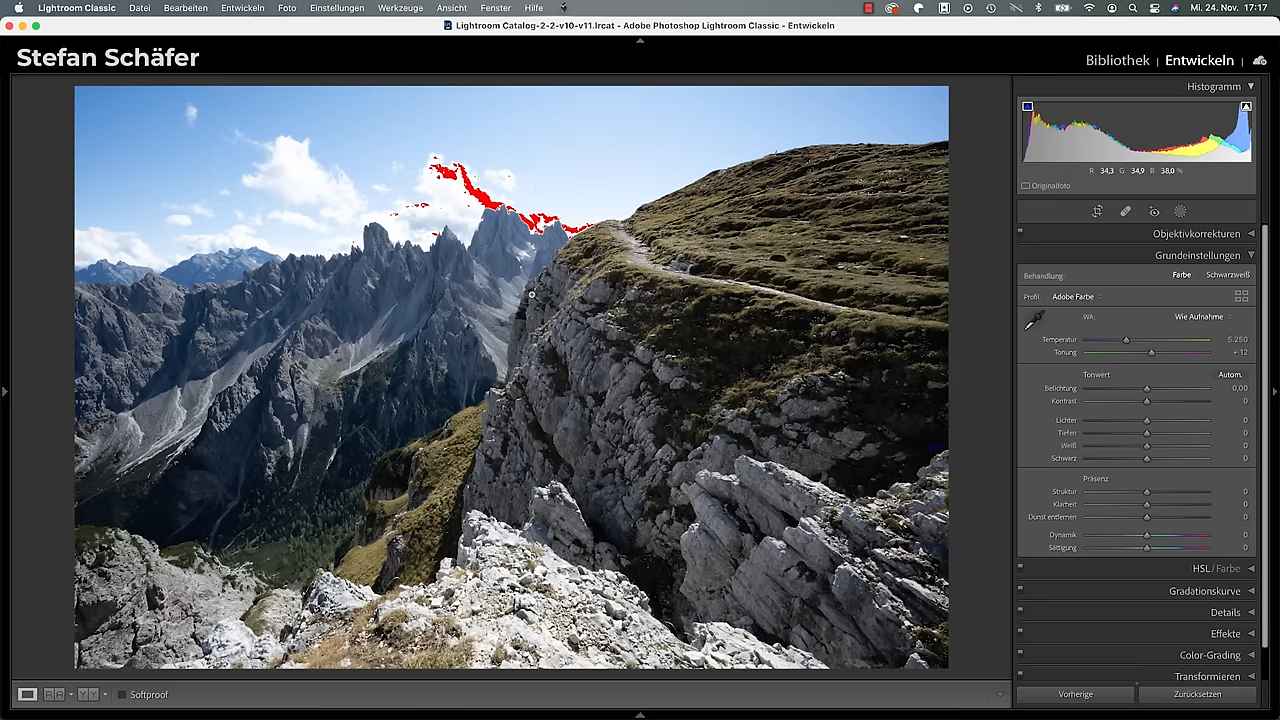 Lightroom Classic Datei Bearbeiten Entwickeln Foto Einstellungen Werkzeuge Ansicht Fenster Hilfe Mi. 24. Nov. 17:17
Lightroom Catalog-2-2-v10-v11.lrcat - Adobe Photoshop Lightroom Classic - Entwickeln
Stefan Schäfer
Bibliothek | Entwickeln |
Histogramm
R 34,3 G 34,9 B 38,0 %
Originalfoto
Objektivkorrekturen
Grundeinstellungen
Behandlung: Farbe Schwarzweiß
Profil: Adobe Farbe
WA: Wie Aufnahme
Temperatur 5.250
Tonung + 12
Tonwert Autom.
Belichtung 0,00
Kontrast 0
Lichter 0
Tiefen 0
Weiß 0
Schwarz 0
Präsenz
Struktur 0
Klarheit 0
Dunst entfernen 0
Dynamik 0
Sättigung 0
HSL / Farbe
Gradationskurve
Details
Effekte
Color-Grading
Transformieren
R A Y Y Softproof
Vorherige Zurücksetzen